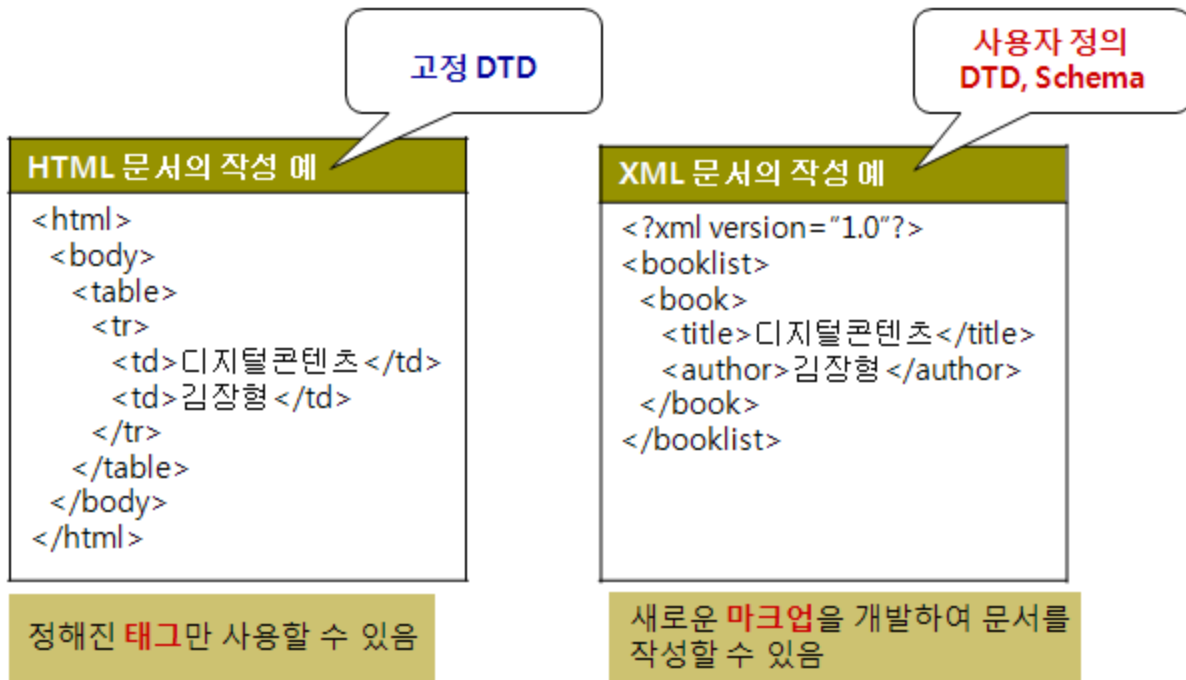 고정 DTD
사용자 정의
DTD, Schema
HTML 문서의 작성 예
<html>
<body>
<table>
<tr>
<td>디지털콘텐츠</td>
<td>김장형</td>
</tr>
</table>
</body>
</html>
정해진 태그만 사용할 수 있음
XML 문서의 작성 예
<?xml version="1.0"?>
<booklist>
<book>
<title>디지털콘텐츠</title>
<author>김장형</author>
</book>
</booklist>
새로운 마크업을 개발하여 문서를
작성할 수 있음